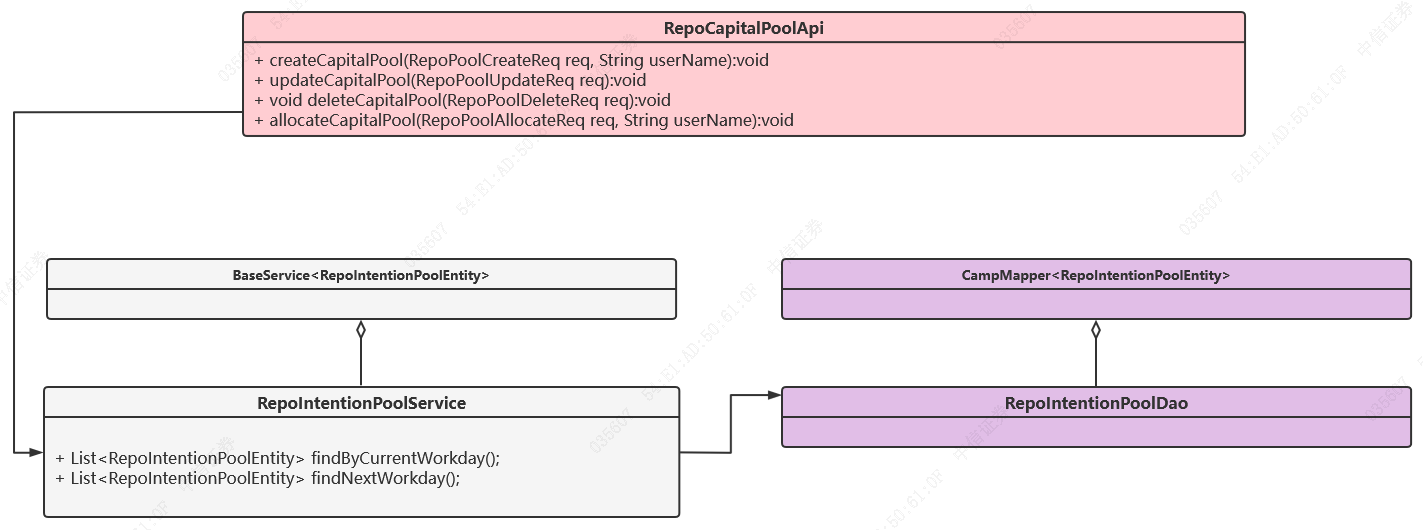 RepoCapitalPoolApi
+ createCapitalPool(RepoPoolCreateReq req, String userName):void
+ updateCapitalPool(RepoPoolUpdateReq req):void
+ void deleteCapitalPool(RepoPoolDeleteReq req):void
+ allocateCapitalPool(RepoPoolAllocateReq req, String userName):void
BaseService<RepoIntentionPoolEntity>
CampMapper<RepoIntentionPoolEntity>
RepoIntentionPoolService
RepoIntentionPoolDao
+ List<RepoIntentionPoolEntity> findByCurrentWorkday();
+ List<RepoIntentionPoolEntity> findNextWorkday();
035607 54:E1:AD:50:61:DF 中信证券